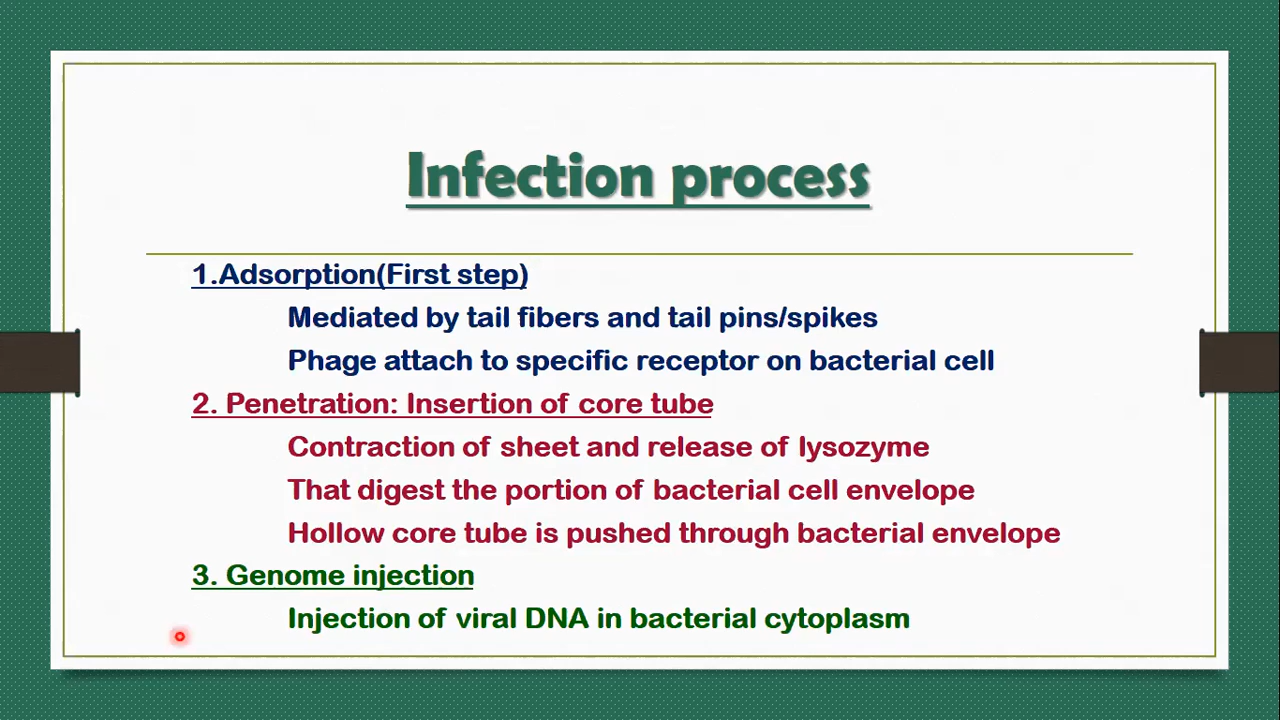 Infection process
1.Adsorption(First step)
Mediated by tail fibers and tail pins/spikes
Phage attach to specific receptor on bacterial cell
2. Penetration: Insertion of core tube
Contraction of sheet and release of lysozyme
That digest the portion of bacterial cell envelope
Hollow core tube is pushed through bacterial envelope
3. Genome injection
Injection of viral DNA in bacterial cytoplasm